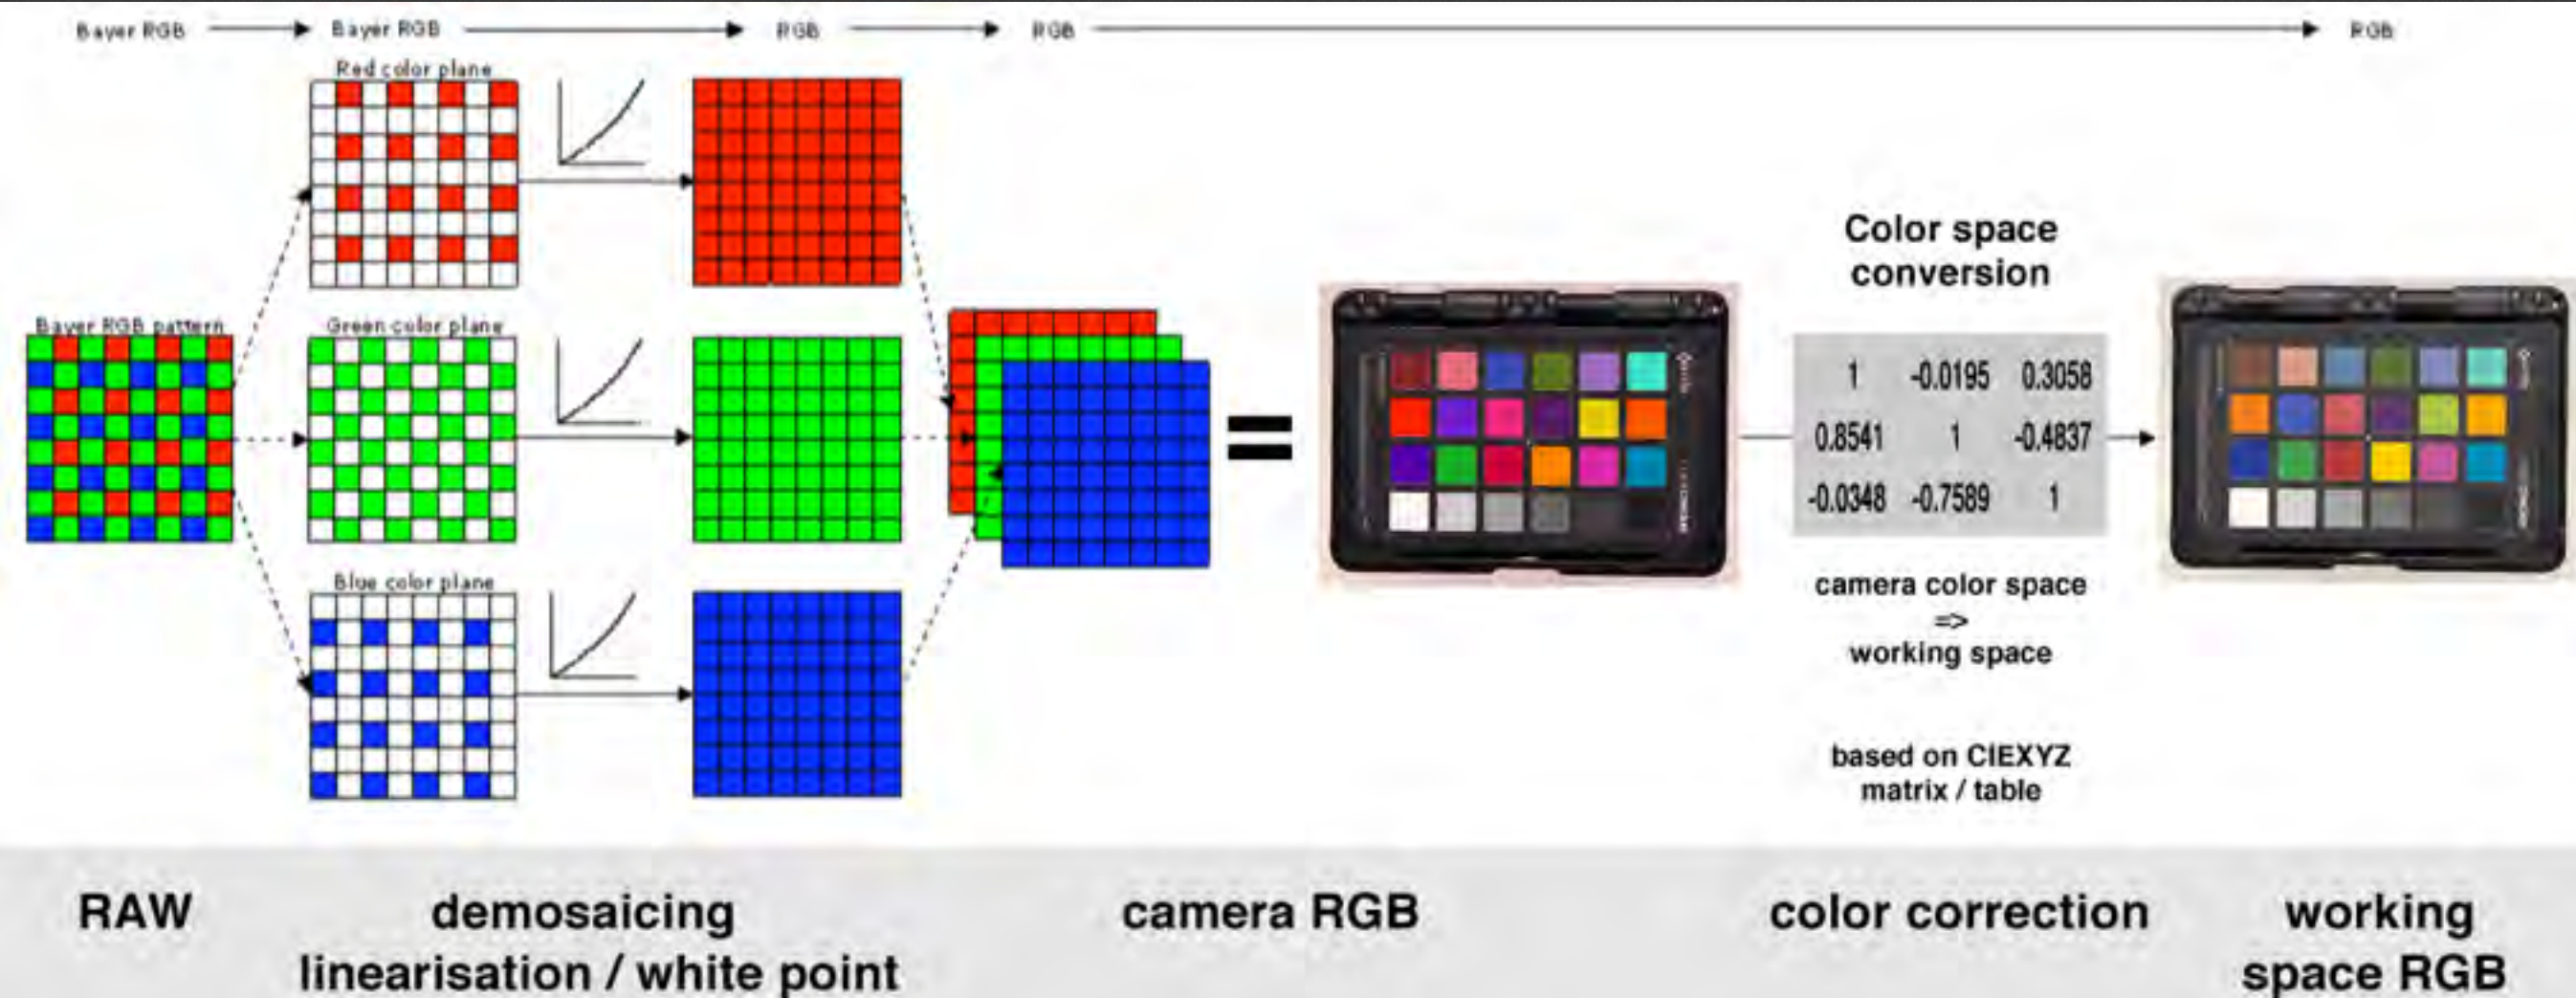 Bayer RGB
Bayer RGB
RGB
RGB
RGB
Red color plane
Bayer RGB pattern
Green color plane
Blue color plane
Color space
conversion
1 -0.0195 0.3058
0.8541 1 -0.4837
-0.0348 -0.7589 1
camera color space
=>
working space
based on CIEXYZ
matrix / table
=
RAW
demosaicing
linearisation / white point
camera RGB
color correction
working
space RGB